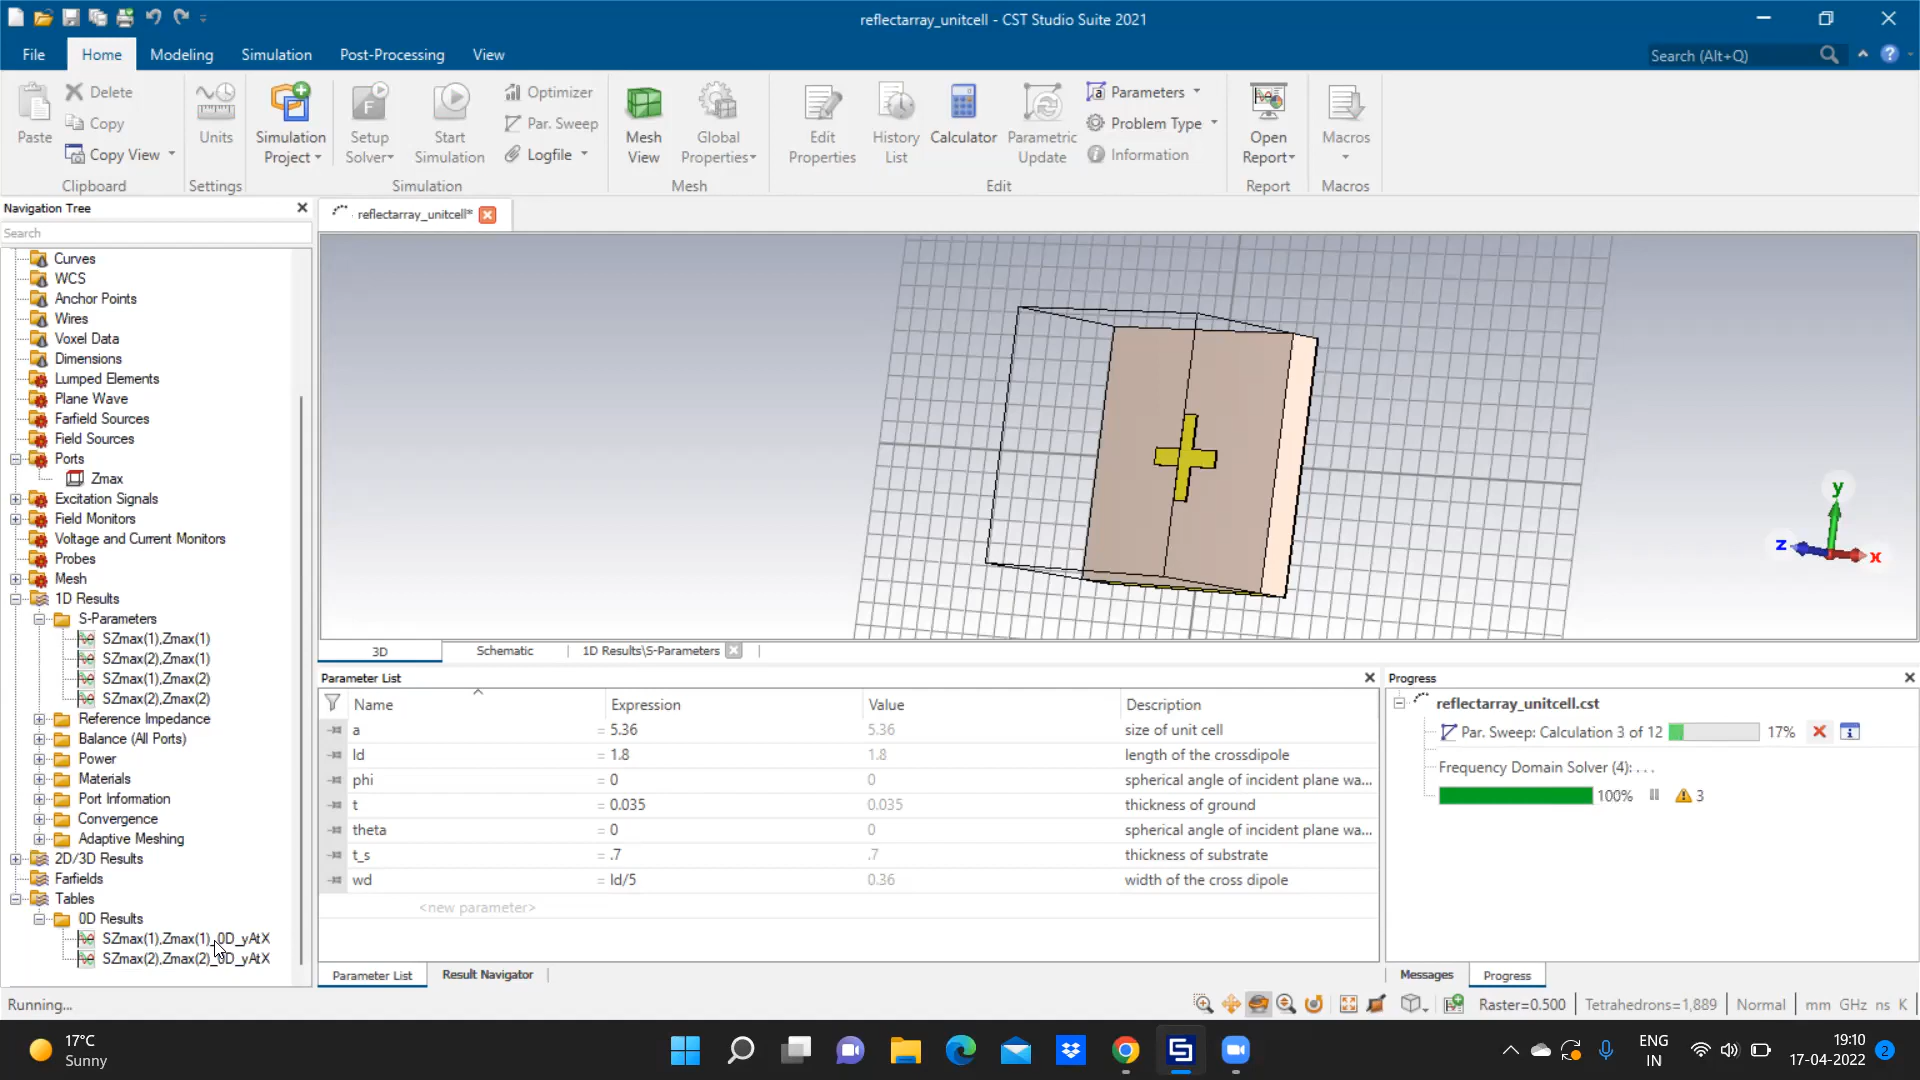 reflectarray_unitcell - CST Studio Suite 2021
File
Home
Modeling
Simulation
Post-Processing
View
Search (Alt+Q)
Paste
Delete
Copy
Copy View
Clipboard
Units
Settings
Simulation
Project
Setup
Solver
Start
Simulation
Optimizer
Par. Sweep
Logfile
Simulation
Mesh
View
Global
Properties
Mesh
Edit
Properties
History
List
Calculator
Parametric
Update
Parameters
Problem Type
Information
Edit
Open
Report
Report
Macros
Macros
Navigation Tree
Search
Curves
WCS
Anchor Points
Wires
Voxel Data
Dimensions
Lumped Elements
Plane Wave
Farfield Sources
Field Sources
Ports
Zmax
Excitation Signals
Field Monitors
Voltage and Current Monitors
Probes
Mesh
1D Results
S-Parameters
SZmax(1),Zmax(1)
SZmax(2),Zmax(1)
SZmax(1),Zmax(2)
SZmax(2),Zmax(2)
Reference Impedance
Balance (All Ports)
Power
Materials
Port Information
Convergence
Adaptive Meshing
2D/3D Results
Farfields
Tables
0D Results
SZmax(1),Zmax(1)_0D_yAtX
SZmax(2),Zmax(2)_0D_yAtX
reflectarray_unitcell*
y
z
x
3D
Schematic
1D Results\S-Parameters
Parameter List
Name Expression Value Description
a = 5.36 5.36 size of unit cell
ld = 1.8 1.8 length of the crossdipole
phi = 0 0 spherical angle of incident plane wa...
t = 0.035 0.035 thickness of ground
theta = 0 0 spherical angle of incident plane wa...
t_s = .7 .7 thickness of substrate
wd = ld/5 0.36 width of the cross dipole
<new parameter>
Parameter List
Result Navigator
Progress
reflectarray_unitcell.cst
Par. Sweep: Calculation 3 of 12 17%
Frequency Domain Solver (4): . . .
100% 3
Messages
Progress
Running...
Raster=0.500
Tetrahedrons=1,889
Normal
mm GHz ns K
17°C
Sunny
ENG
IN
19:10
17-04-2022
2